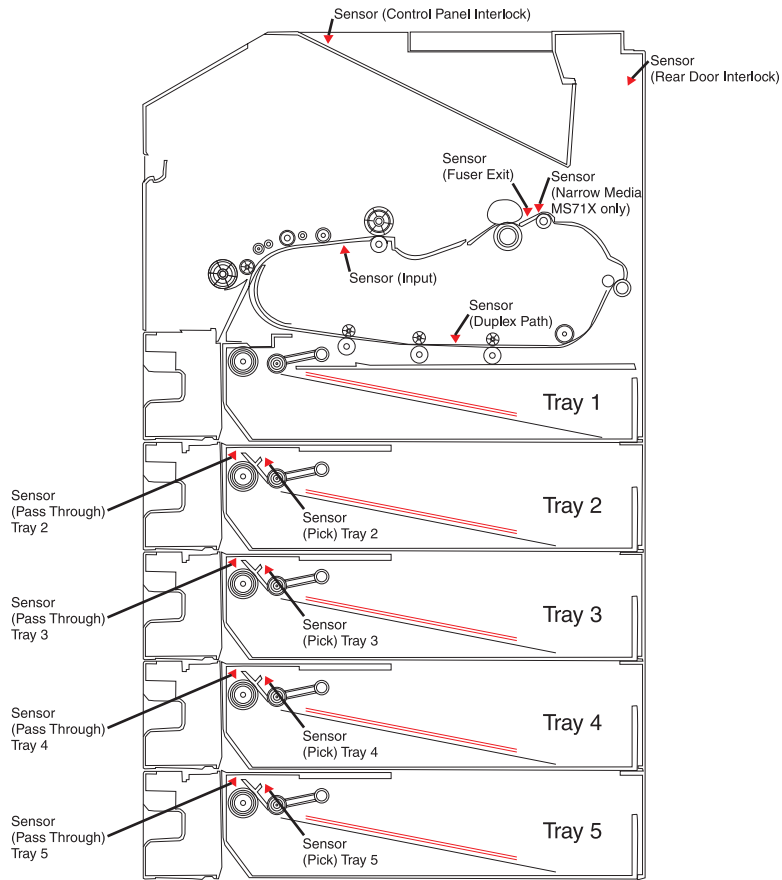 Sensor (Control Panel Interlock)
Sensor
(Rear Door Interlock)
Sensor
(Fuser Exit)
Sensor
(Narrow Media
MS71X only)
Sensor (Input)
Sensor
(Duplex Path)
Tray 1
Sensor
(Pass Through)
Tray 2
Sensor
(Pick) Tray 2
Tray 2
Sensor
(Pass Through)
Tray 3
Sensor
(Pick) Tray 3
Tray 3
Sensor
(Pass Through)
Tray 4
Sensor
(Pick) Tray 4
Tray 4
Sensor
(Pass Through)
Tray 5
Sensor
(Pick) Tray 5
Tray 5